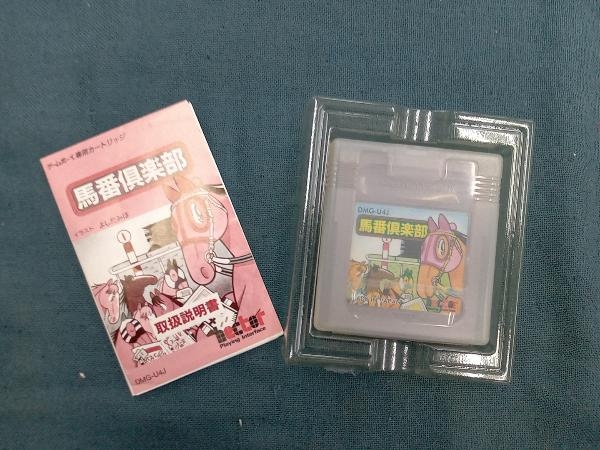 ゲームボーイ専用カートリッジ
馬番倶楽部
イラスト よしだみほ
取扱説明書
Hector
Playing Interface
DMG-U4J
DMG-U4J
馬番倶楽部